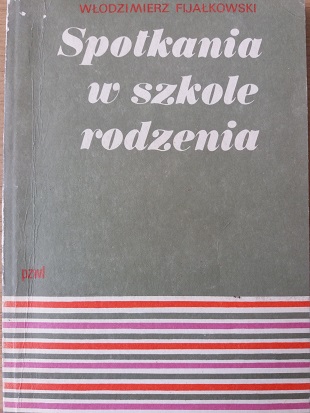 WŁODZIMIERZ FIJAŁKOWSKI
Spotkania
w szkole
rodzenia
pzwl